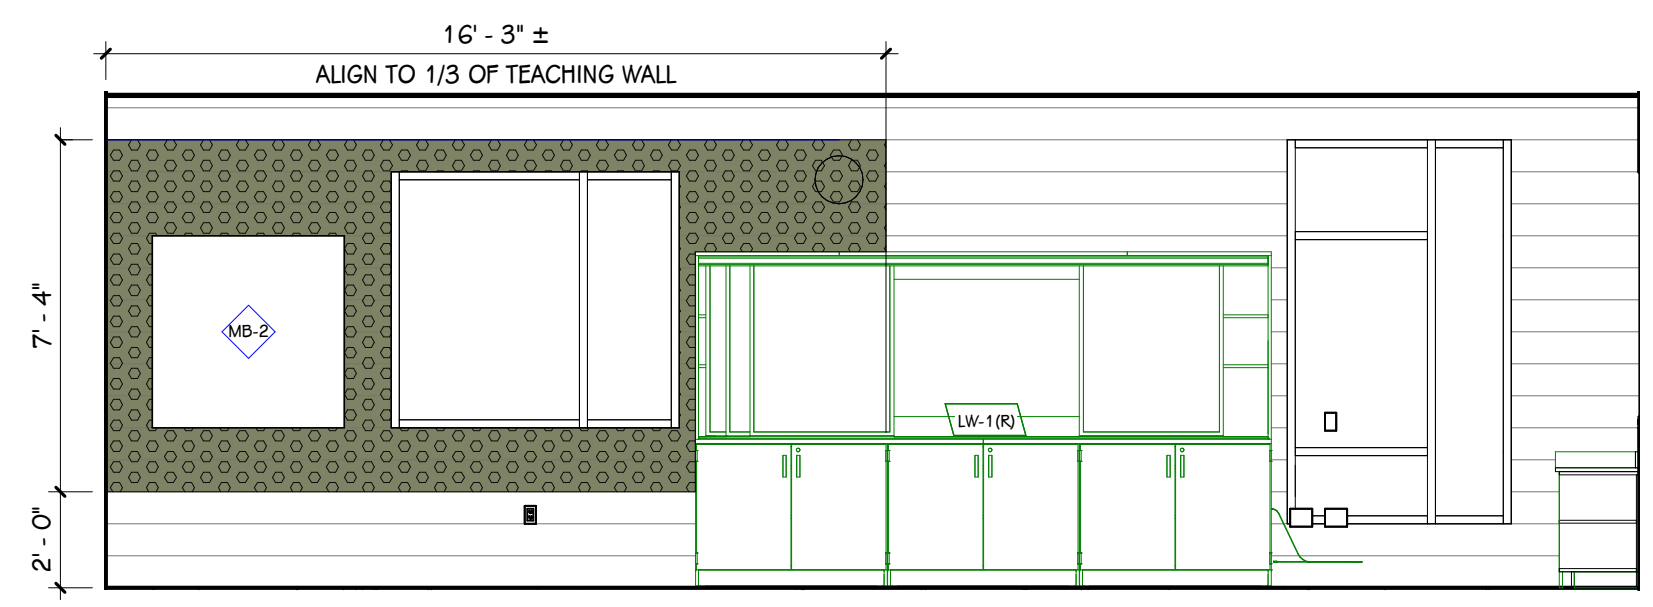 16' - 3" ±
ALIGN TO 1/3 OF TEACHING WALL
7' - 4"
MB-2
LW-1(R)
2' - 0"